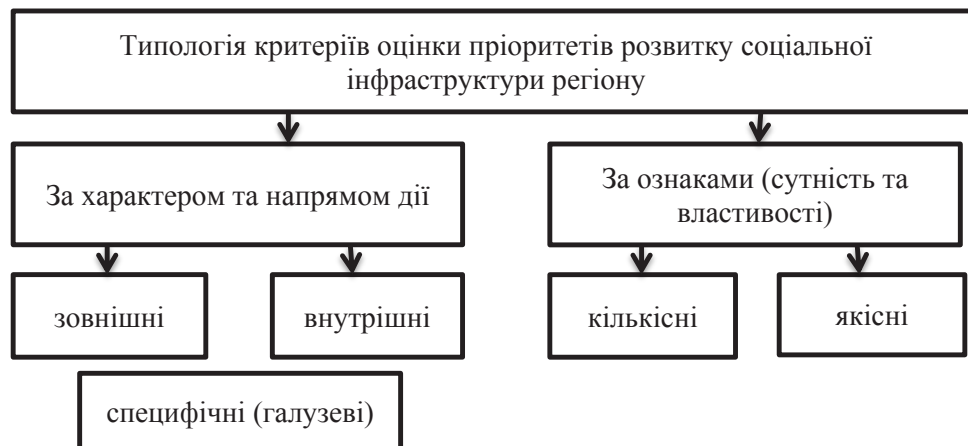 Типологія критеріїв оцінки пріоритетів розвитку соціальної
інфраструктури регіону
За характером та напрямом дії
За ознаками (сутність та
властивості)
зовнішні
внутрішні
кількісні
якісні
специфічні (галузеві)